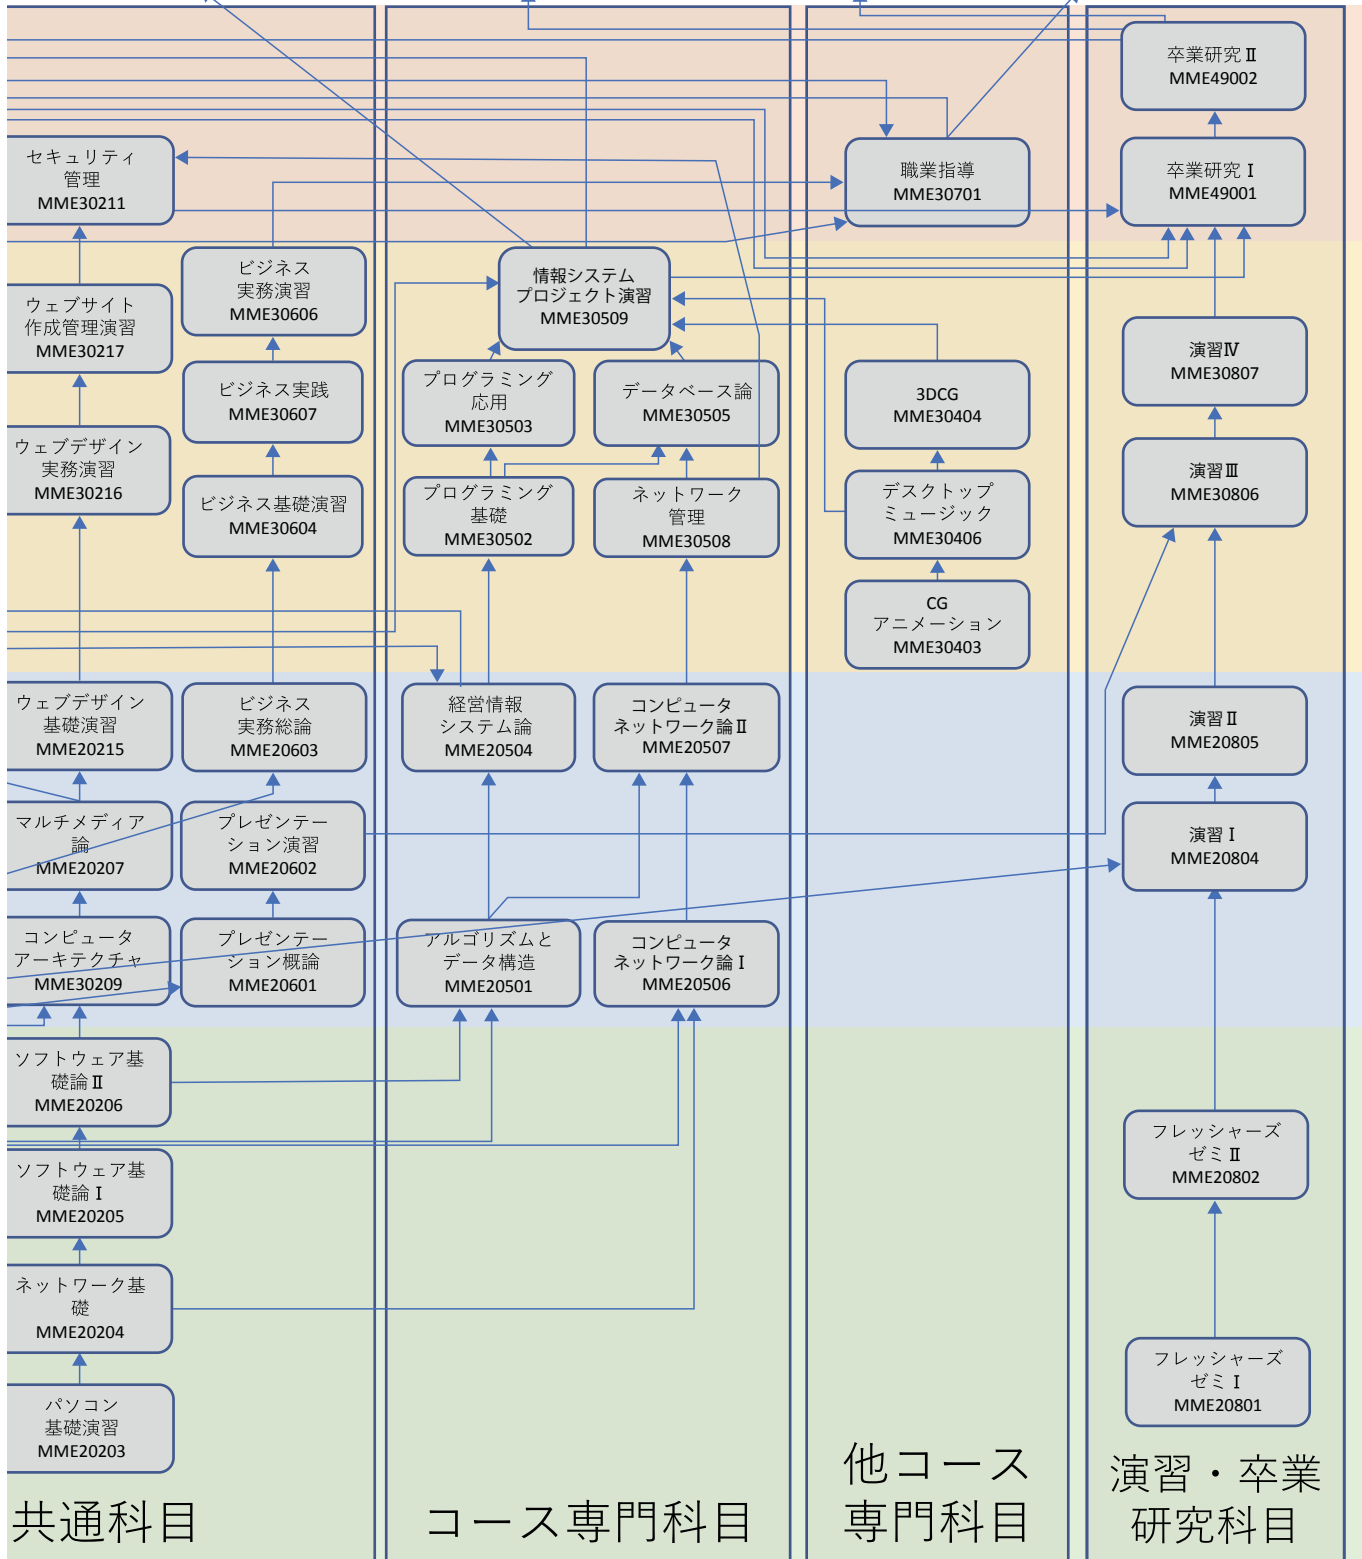 セキュリティ
管理
MME30211
ウェブサイト
作成管理演習
MME30217
ウェブデザイン
実務演習
MME30216
ウェブデザイン
基礎演習
MME20215
マルチメディア
論
MME20207
コンピュータ
アーキテクチャ
MME30209
ソフトウェア基
礎論Ⅱ
MME20206
ソフトウェア基
礎論Ⅰ
MME20205
ネットワーク基
礎
MME20204
パソコン
基礎演習
MME20203
ビジネス
実務演習
MME30606
ビジネス実践
MME30607
ビジネス基礎演習
MME30604
ビジネス
実務総論
MME20603
プレゼンテー
ション演習
MME20602
プレゼンテー
ション概論
MME20601
共通科目
情報システム
プロジェクト演習
MME30509
プログラミング
応用
MME30503
データベース論
MME30505
プログラミング
基礎
MME30502
ネットワーク
管理
MME30508
経営情報
システム論
MME20504
コンピュータ
ネットワーク論Ⅱ
MME20507
アルゴリズムと
データ構造
MME20501
コンピュータ
ネットワーク論Ⅰ
MME20506
コース専門科目
職業指導
MME30701
3DCG
MME30404
デスクトップ
ミュージック
MME30406
CG
アニメーション
MME30403
他コース
専門科目
卒業研究Ⅱ
MME49002
卒業研究Ⅰ
MME49001
演習Ⅳ
MME30807
演習Ⅲ
MME30806
演習Ⅱ
MME20805
演習Ⅰ
MME20804
フレッシャーズ
ゼミⅡ
MME20802
フレッシャーズ
ゼミⅠ
MME20801
演習・卒業
研究科目